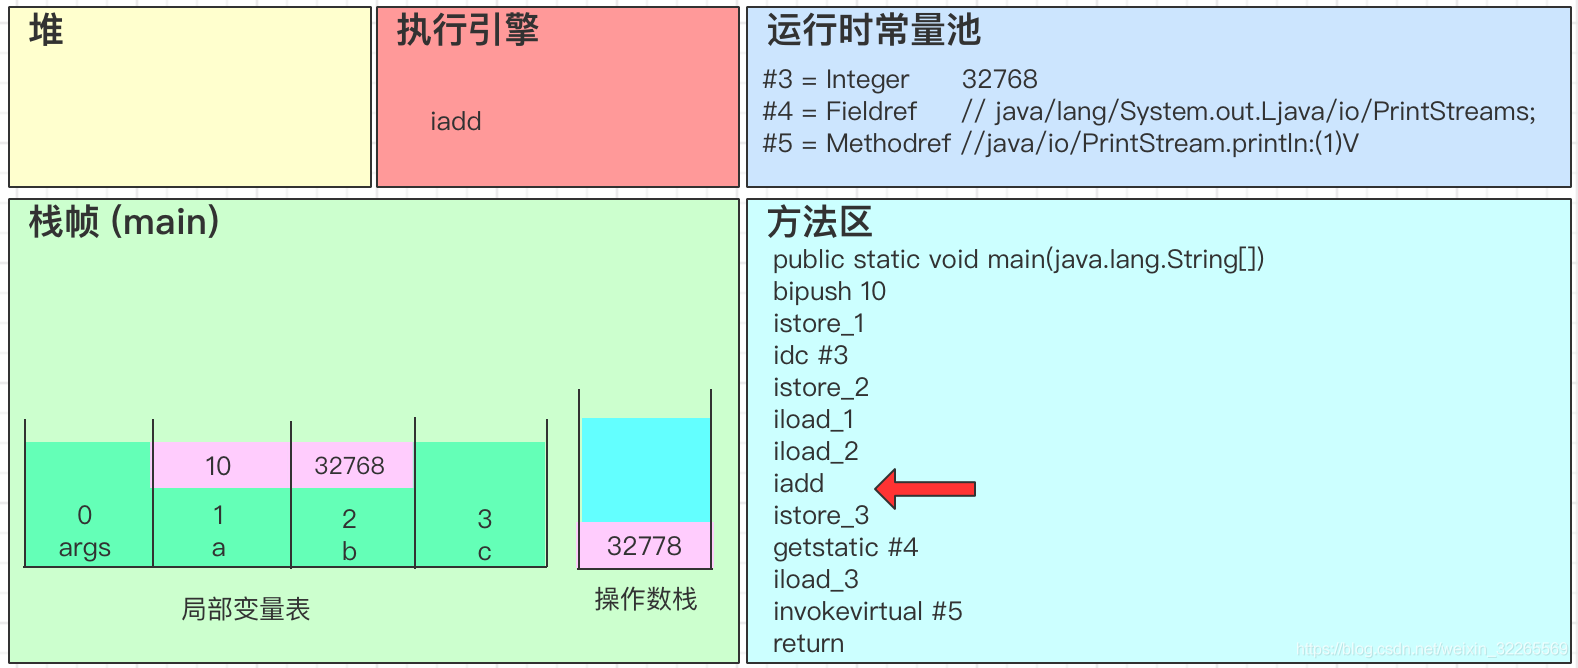 堆
执行引擎
iadd
运行时常量池
#3 = Integer 32768
#4 = Fieldref // java/lang/System.out.Ljava/io/PrintStreams;
#5 = Methodref //java/io/PrintStream.println:(1)V
栈帧 (main)
10
32768
0
1
2
3
args
a
b
c
局部变量表
32778
操作数栈
方法区
public static void main(java.lang.String[])
bipush 10
istore_1
idc #3
istore_2
iload_1
iload_2
iadd
istore_3
getstatic #4
iload_3
invokevirtual #5
return
https://blog.csdn.net/weixin_32265569